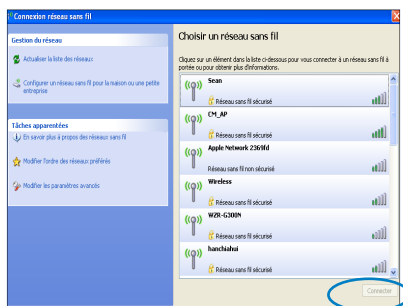 Connexion réseau sans fil
Gestion du réseau
Actualiser la liste des réseaux
Configurer un réseau sans fil pour la maison ou une petite
entreprise
Tâches apparentées
En savoir plus à propos des réseaux sans fil
Modifier l'ordre des réseaux préférés
Modifier les paramètres avancés
Choisir un réseau sans fil
Cliquez sur un élément dans la liste ci-dessous pour vous connecter à un réseau sans fil à
portée ou pour obtenir plus d'informations.
Sean
Réseau sans fil sécurisé
CM_AP
Réseau sans fil sécurisé
Apple Network 2369fd
Réseau sans fil non sécurisé
Wireless
Réseau sans fil sécurisé
WZR-G300N
Réseau sans fil sécurisé
hanchiahui
Réseau sans fil sécurisé
Connecter